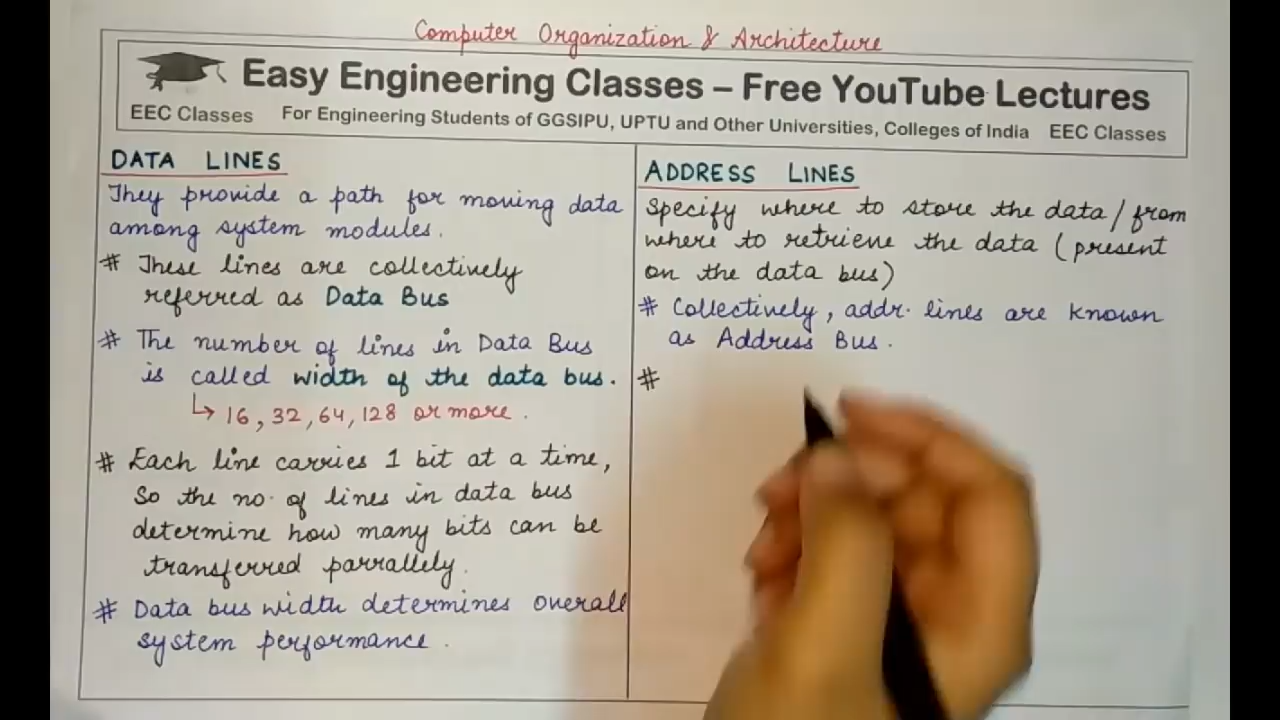 Computer Organization & Architecture
Easy Engineering Classes – Free YouTube Lectures
EEC Classes For Engineering Students of GGSIPU, UPTU and Other Universities, Colleges of India EEC Classes
DATA LINES
They provide a path for moving data
among system modules.
# These lines are collectively
referred as Data Bus
# The number of lines in Data Bus
is called width of the data bus.
↳ 16, 32, 64, 128 or more.
# Each line carries 1 bit at a time,
So the no. of lines in data bus
determine how many bits can be
transferred parrallely.
# Data bus width determines overall
system performance.
ADDRESS LINES
Specify where to store the data / from
where to retrieve the data (present
on the data bus)
# Collectively, addr. lines are known
as Address Bus.
#